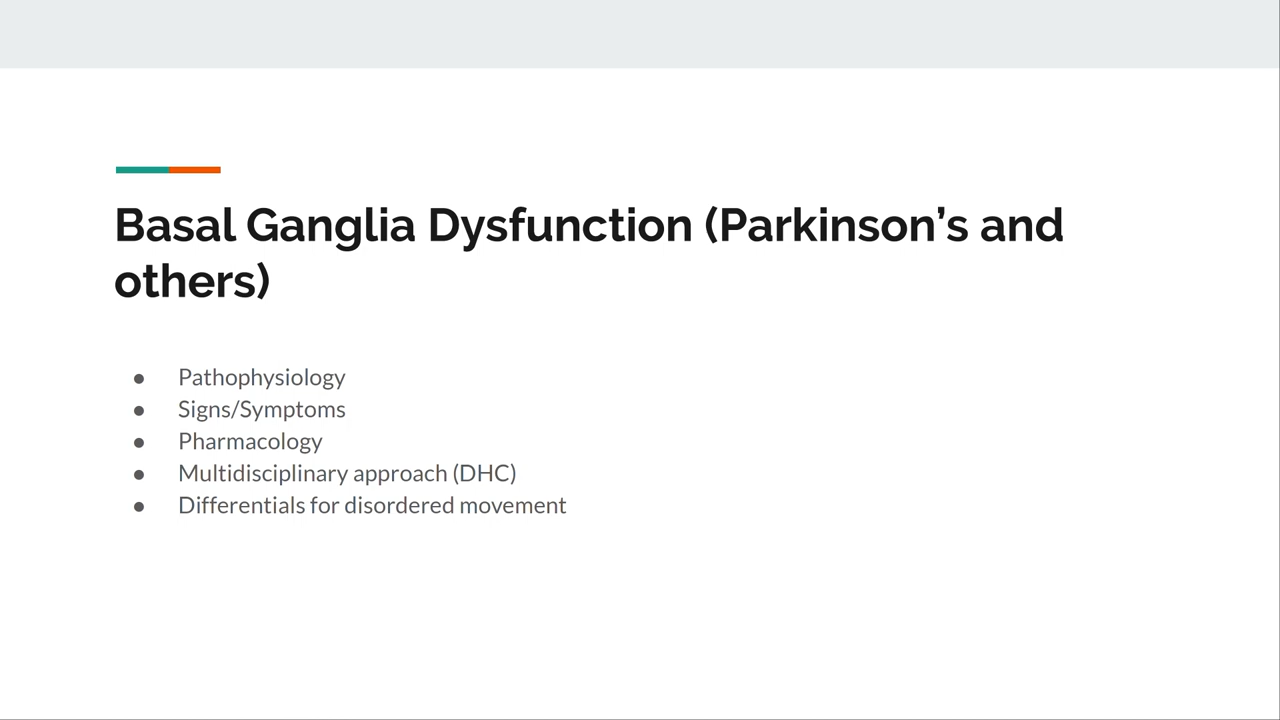 Basal Ganglia Dysfunction (Parkinson’s and
others)
● Pathophysiology
● Signs/Symptoms
● Pharmacology
● Multidisciplinary approach (DHC)
● Differentials for disordered movement